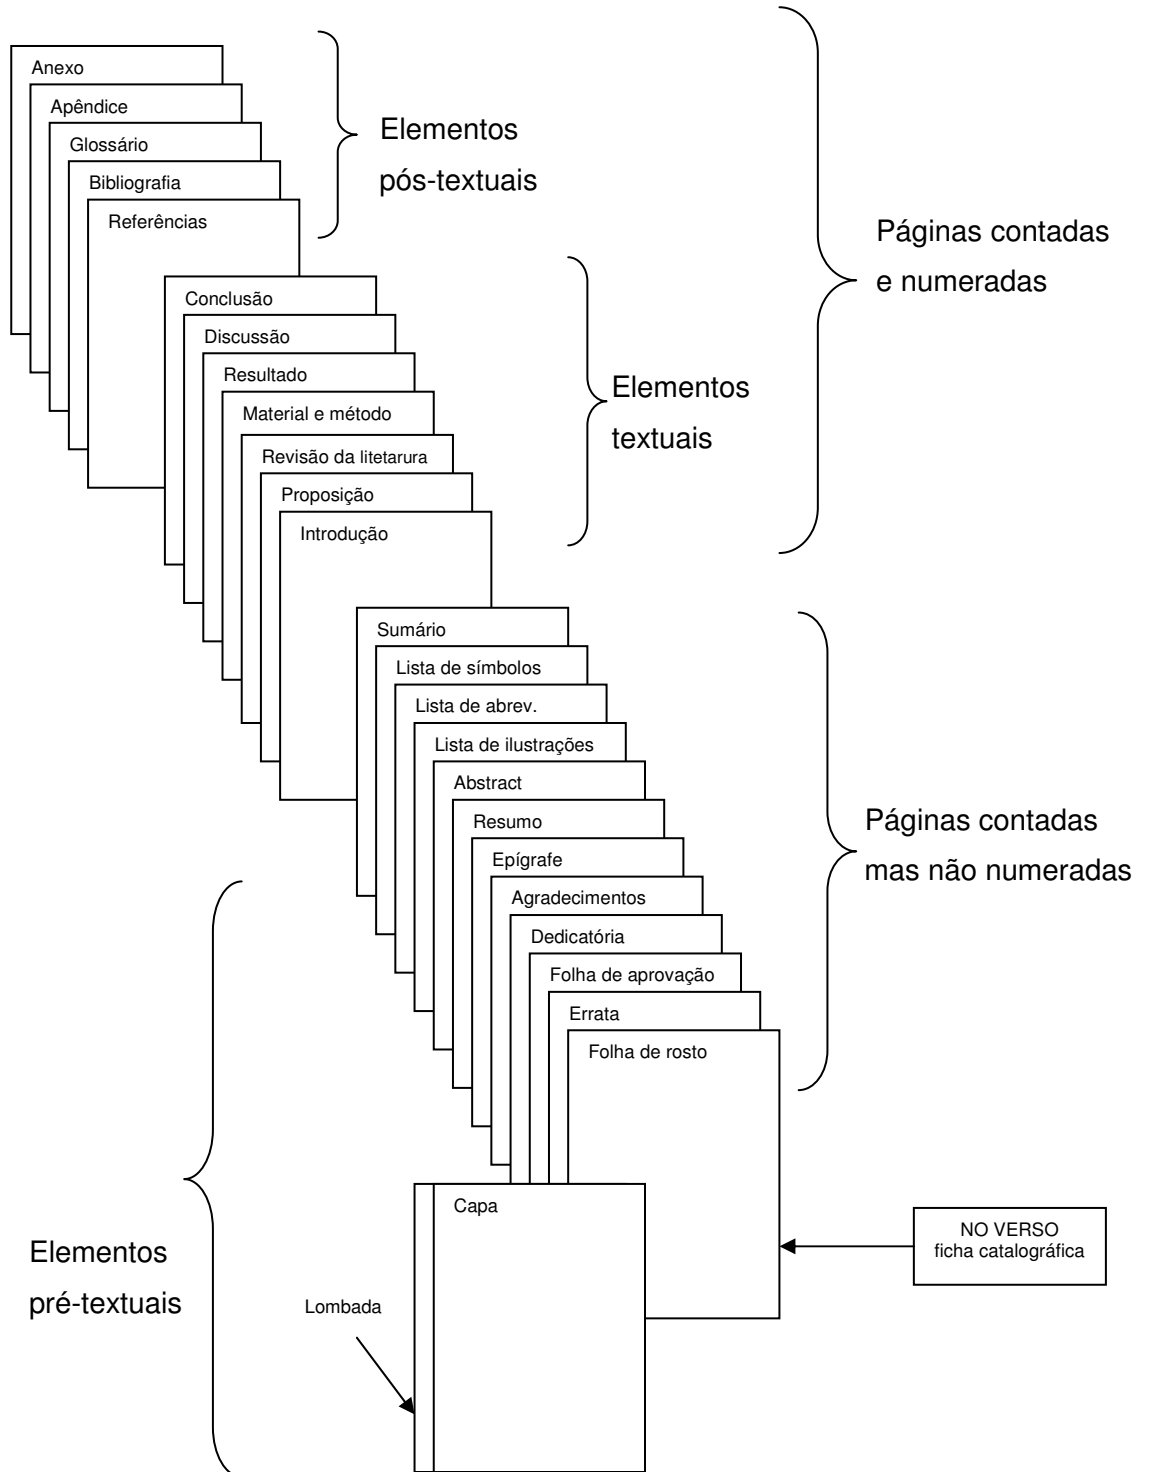 Anexo
Apêndice
Glossário
Bibliografia
Referências
Elementos
pós-textuais
Páginas contadas
e numeradas
Conclusão
Discussão
Resultado
Material e método
Revisão da litetarura
Proposição
Introdução
Elementos
textuais
Sumário
Lista de símbolos
Lista de abrev.
Lista de ilustrações
Abstract
Resumo
Epígrafe
Agradecimentos
Dedicatória
Folha de aprovação
Errata
Folha de rosto
Páginas contadas
mas não numeradas
Capa
NO VERSO
ficha catalográfica
Elementos
pré-textuais
Lombada